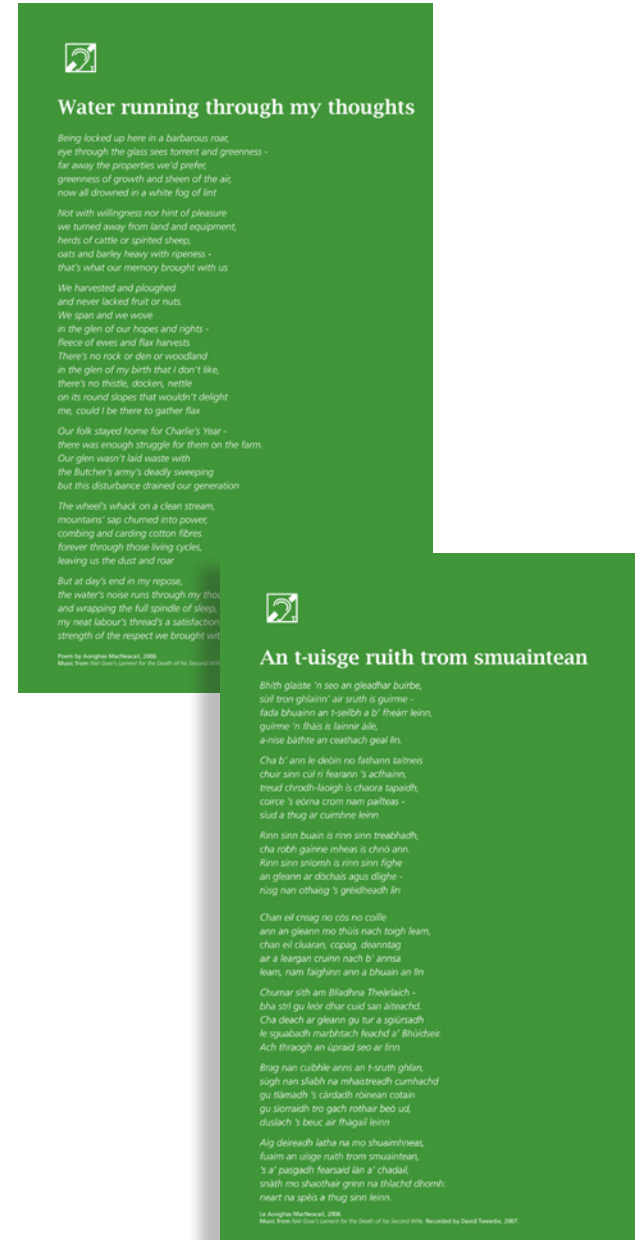 Water running through my thoughts
Being locked up here in a barbarous roar,
eye through the glass sees torrent and greenness -
far away the properties we'd prefer,
greenness of growth and sheen of the air,
now all drowned in a white fog of lint
Not with willingness nor hint of pleasure
we turned away from land and equipment,
herds of cattle or spirited sheep,
oats and barley heavy with ripeness -
that's what our memory brought with us
We harvested and ploughed
and never lacked fruit or nuts.
We span and we wove
in the glen of our hopes and rights -
fleece of ewes and flax harvests
There's no rock or den or woodland
in the glen of my birth that I don't like,
there's no thistle, docken, nettle
on its round slopes that wouldn't delight
me, could I be there to gather flax
Our folk stayed home for Charlie's Year -
there was enough struggle for them on the farm.
Our glen wasn't laid waste with
the Butcher's army's deadly sweeping
but this disturbance drained our generation
The wheel's whack on a clean stream,
mountains' sap churned into power,
combing and carding cotton fibres
forever through those living cycles,
leaving us the dust and roar
But at day's end in my repose,
the water's noise runs through my
and wrapping the full spindle of sleep,
my neat labour's thread's a satisfaction
strength of the respect we brought
Poem by Aonghas MacNeacail, 2006.
Music from Niel Gow's Lament for the Death of his Second
An t-uisge ruith trom smuaintean
Bhith glaiste 'n seo an gleadhar buirbe,
sùil tron ghlainn' air sruth is guirme -
fada bhuainn an t-seilbh a b' fheàrr leinn,
guirme 'n fhàis is lainnir àile,
a-nise bàthte an ceathach geal lìn.
Cha b' ann le deòin no fathann taitneis
chuir sinn cùl ri fearann 's acfhainn,
treud chrodh-laoigh is chaora tapaidh,
coirce 's eòrna crom nam pailteas -
siud a thug ar cuimhne leinn
Rinn sinn buain is rinn sinn treabhadh,
cha robh gainne mheas is chnò ann.
Rinn sinn snìomh is rinn sinn fighe
an gleann ar dòchais agus dlighe -
rùsg nan othaisg 's grèidheadh lìn
Chan eil creag no còs no coille
ann an gleann mo thùis nach toigh leam,
chan eil cluaran, copag, deanntag
air a leargan cruinn nach b' annsa
leam, nam faighinn ann a bhuain an lìn
Chumar sìth am Bliadhna Theàrlaich -
bha strì gu leòr dhar cuid san àiteachd.
Cha deach ar gleann gu tur a sgiùrsadh
le sguabadh marbhtach feachd a' Bhùidseir.
Ach thraogh an ùpraid seo ar linn
Brag nan cuibhle anns an t-sruth ghlan,
sùgh nan sliabh na mhaistreadh cumhachd
gu tlàmadh 's càrdadh ròinean cotain
gu sìorraidh tro gach rothair beò ud,
duslach 's beuc air fhàgail leinn
Aig deireadh latha na mo shuaimhneas,
fuaim an uisge ruith trom smuaintean,
's a' pasgadh fearsaid làn a' chadail,
snàth mo shaothair grinn na thlachd dhomh:
neart na spèis a thug sinn leinn.
Le Aonghas MacNeacail, 2006.
Music from Niel Gow's Lament for the Death of his Second Wife. Recorded by David Tweedie, 2007.